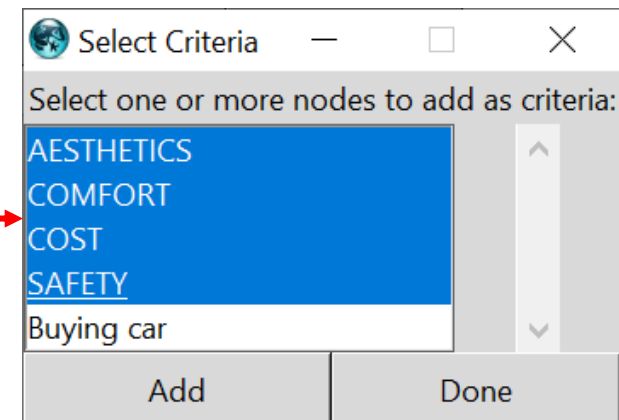 Select Criteria
Select one or more nodes to add as criteria:
AESTHETICS
COMFORT
COST
SAFETY
Buying car
Add Done